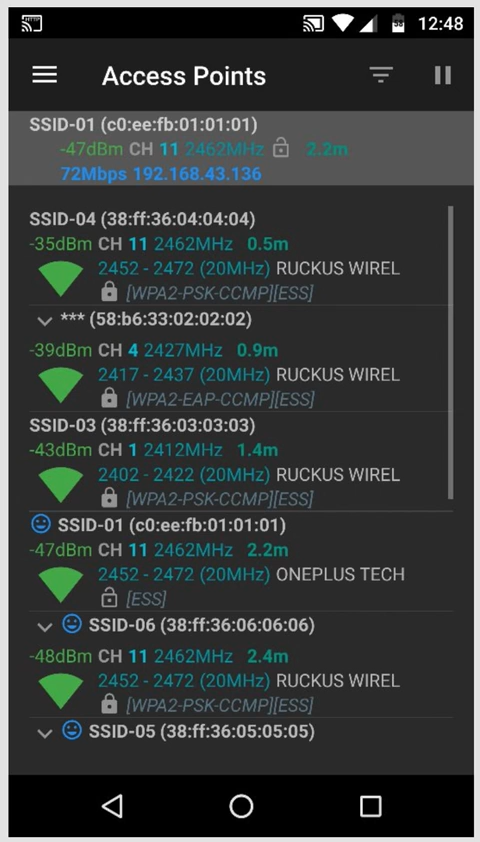 12:48
Access Points
SSID-01 (c0:ee:fb:01:01:01)
-47dBm CH 11 2462MHz 2.2m
72Mbps 192.168.43.136
SSID-04 (38:ff:36:04:04:04)
-35dBm CH 11 2462MHz 0.5m
2452 - 2472 (20MHz) RUCKUS WIREL
[WPA2-PSK-CCMP][ESS]
*** (58:b6:33:02:02:02)
-39dBm CH 4 2427MHz 0.9m
2417 - 2437 (20MHz) RUCKUS WIREL
[WPA2-EAP-CCMP][ESS]
SSID-03 (38:ff:36:03:03:03)
-43dBm CH 1 2412MHz 1.4m
2402 - 2422 (20MHz) RUCKUS WIREL
[WPA2-PSK-CCMP][ESS]
SSID-01 (c0:ee:fb:01:01:01)
-47dBm CH 11 2462MHz 2.2m
2452 - 2472 (20MHz) ONEPLUS TECH
[ESS]
SSID-06 (38:ff:36:06:06:06)
-48dBm CH 11 2462MHz 2.4m
2452 - 2472 (20MHz) RUCKUS WIREL
[WPA2-PSK-CCMP][ESS]
SSID-05 (38:ff:36:05:05:05)